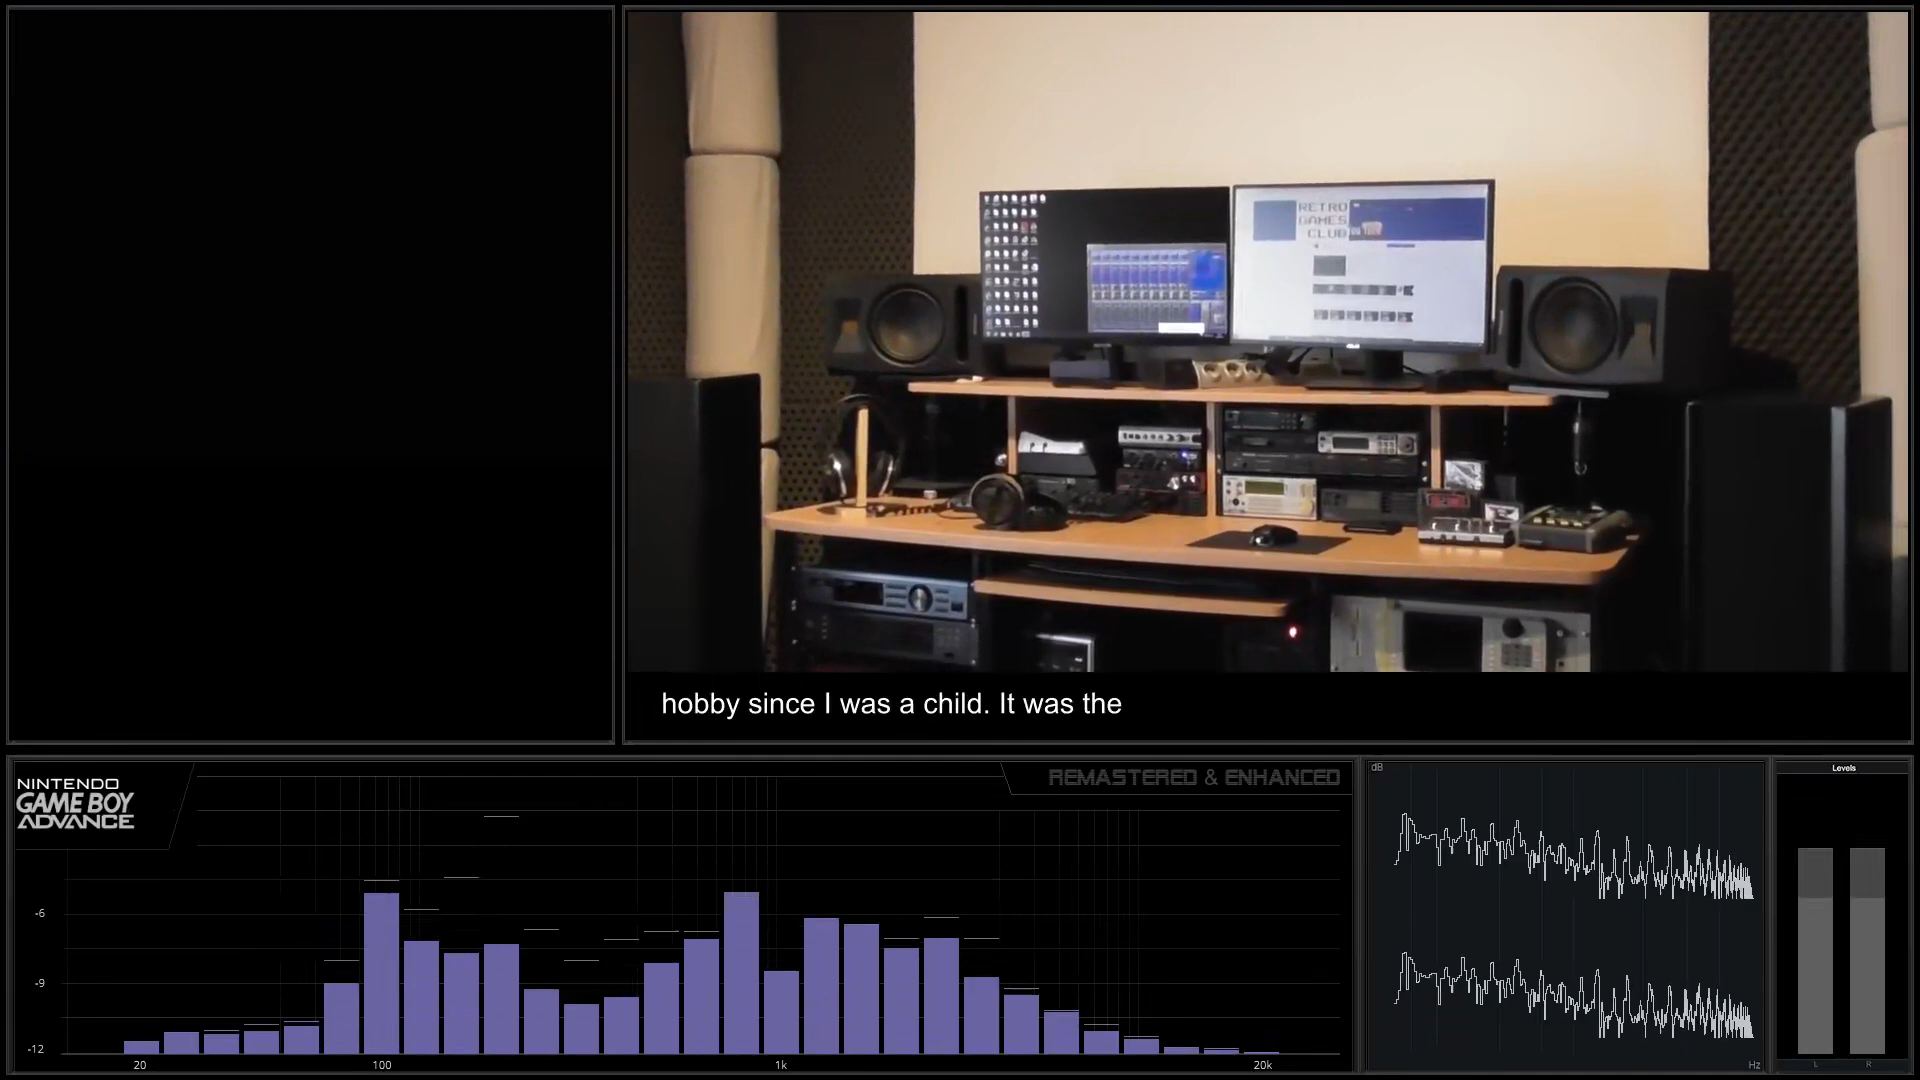 RETRO
GAMES
CLUB
hobby since I was a child. It was the
NINTENDO
GAME BOY
ADVANCE
REMASTERED & ENHANCED
-6
-9
-12
20
100
1k
20k
dB
Hz
Levels
L
R